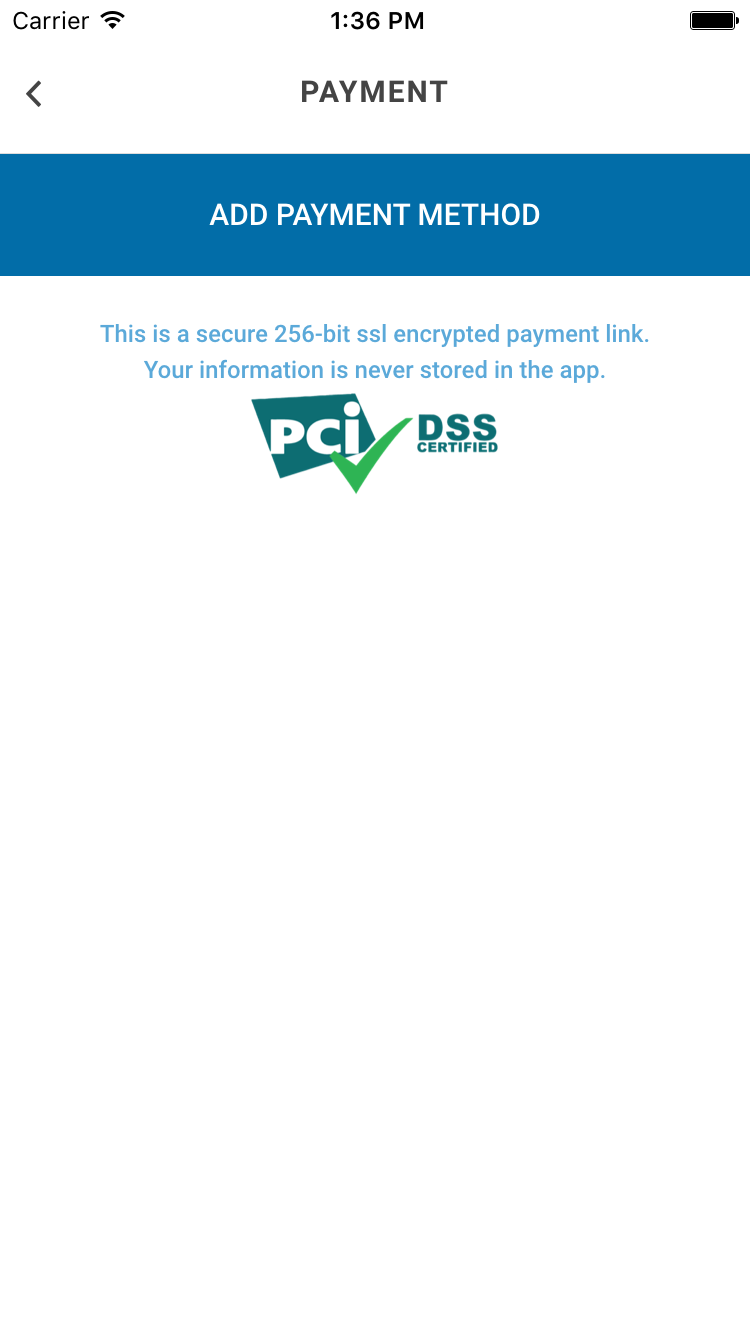 Carrier 1:36 PM
PAYMENT
ADD PAYMENT METHOD
This is a secure 256-bit ssl encrypted payment link.
Your information is never stored in the app.
PCi DSS
CERTIFIED